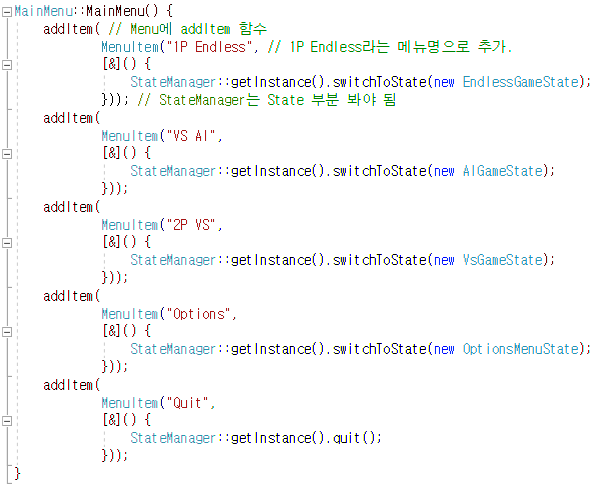 MainMenu::MainMenu() {
    addItem( // Menu에 addItem 함수
            MenuItem("1P Endless", // 1P Endless라는 메뉴명으로 추가.
            [&]() {
                StateManager::getInstance().switchToState(new EndlessGameState);
            })); // StateManager는 State 부분 봐야 됨
    addItem(
            MenuItem("VS AI",
            [&]() {
                StateManager::getInstance().switchToState(new AIGameState);
            }));
    addItem(
            MenuItem("2P VS",
            [&]() {
                StateManager::getInstance().switchToState(new VsGameState);
            }));
    addItem(
            MenuItem("Options",
            [&]() {
                StateManager::getInstance().switchToState(new OptionsMenuState);
            }));
    addItem(
            MenuItem("Quit",
            [&]() {
                StateManager::getInstance().quit();
            }));
}